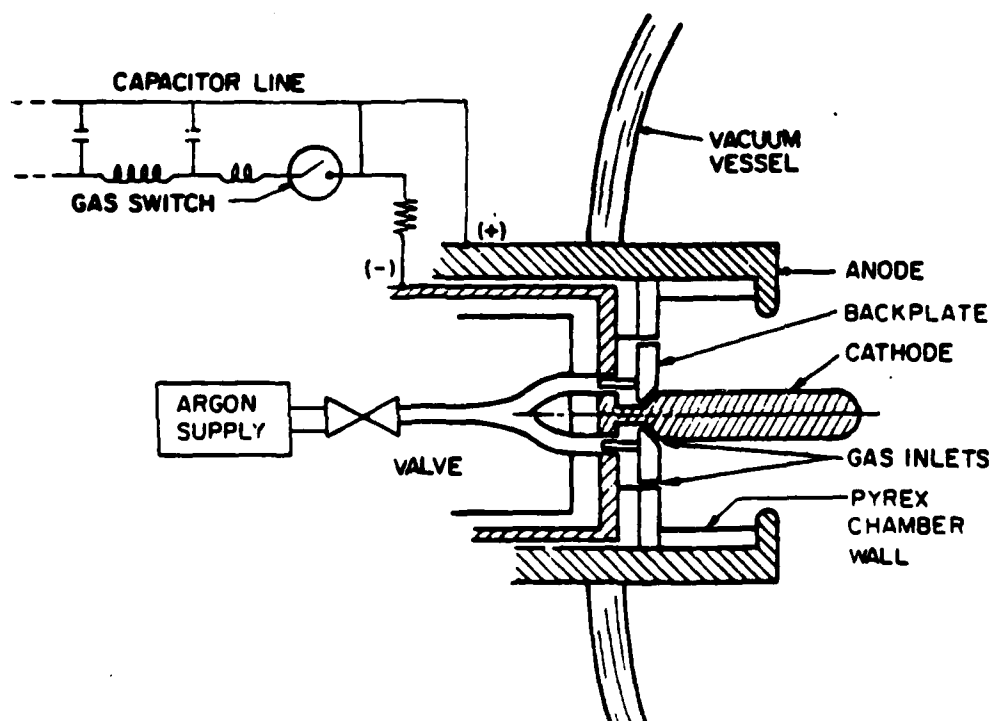 CAPACITOR LINE
GAS SWITCH
(+)
(-)
VACUUM
VESSEL
ANODE
BACKPLATE
CATHODE
ARGON
SUPPLY
VALVE
GAS INLETS
PYREX
CHAMBER
WALL